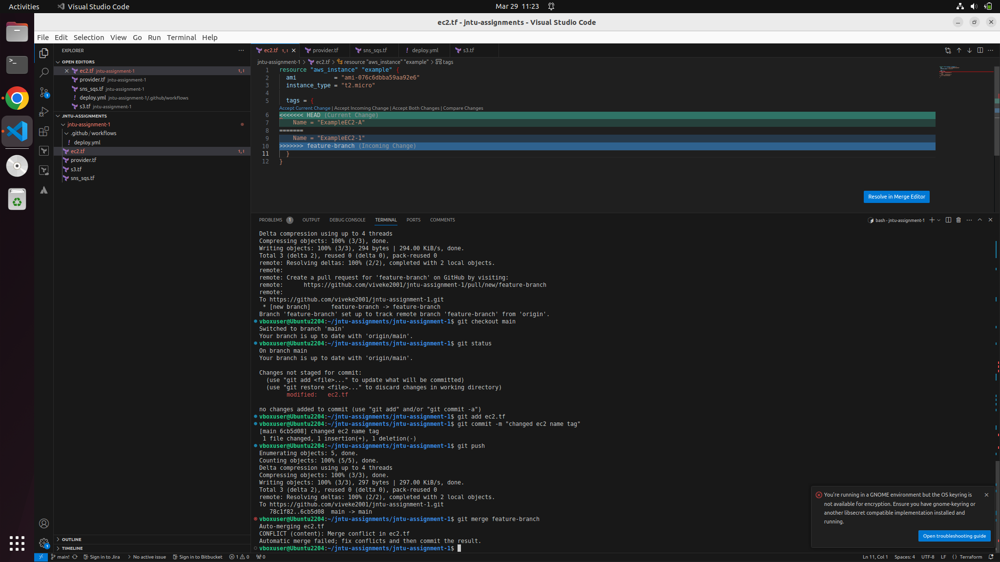 Activities
Visual Studio Code
Mar 29 11:23
ec2.tf - jntu-assignments - Visual Studio Code
File Edit Selection View Go Run Terminal Help
EXPLORER
OPEN EDITORS
ec2.tf jntu-assignment-1 1, !
provider.tf jntu-assignment-1
sns_sqs.tf jntu-assignment-1
! deploy.yml jntu-assignment-1/.github/workflows
s3.tf jntu-assignment-1
JNTU-ASSIGNMENTS
jntu-assignment-1
.github/workflows
! deploy.yml
ec2.tf 1, !
provider.tf
s3.tf
sns_sqs.tf
OUTLINE
TIMELINE
1
1
ec2.tf 1, ! provider.tf sns_sqs.tf ! deploy.yml s3.tf
jntu-assignment-1 > ec2.tf > resource "aws_instance" "example" > tags
1 resource "aws_instance" "example" {
2 ami = "ami-076c6dbba59aa92e6"
3 instance_type = "t2.micro"
4
5 tags = {
Accept Current Change | Accept Incoming Change | Accept Both Changes | Compare Changes
6 <<<<<<< HEAD (Current Change)
7 Name = "ExampleEC2-A"
8 =======
9 Name = "ExampleEC2-1"
10 >>>>>>> feature-branch (Incoming Change)
11 }
12 }
Resolve in Merge Editor
PROBLEMS 1 OUTPUT DEBUG CONSOLE TERMINAL PORTS COMMENTS
bash - jntu-assignment-1
Delta compression using up to 4 threads
Compressing objects: 100% (3/3), done.
Writing objects: 100% (3/3), 294 bytes | 294.00 KiB/s, done.
Total 3 (delta 2), reused 0 (delta 0), pack-reused 0
remote: Resolving deltas: 100% (2/2), completed with 2 local objects.
remote:
remote: Create a pull request for 'feature-branch' on GitHub by visiting:
remote: https://github.com/viveke2001/jntu-assignment-1/pull/new/feature-branch
remote:
To https://github.com/viveke2001/jntu-assignment-1.git
* [new branch] feature-branch -> feature-branch
Branch 'feature-branch' set up to track remote branch 'feature-branch' from 'origin'.
vboxuser@Ubuntu2204:~/jntu-assignments/jntu-assignment-1$ git checkout main
Switched to branch 'main'
Your branch is up to date with 'origin/main'.
vboxuser@Ubuntu2204:~/jntu-assignments/jntu-assignment-1$ git status
On branch main
Your branch is up to date with 'origin/main'.
Changes not staged for commit:
(use "git add <file>..." to update what will be committed)
(use "git restore <file>..." to discard changes in working directory)
modified: ec2.tf
no changes added to commit (use "git add" and/or "git commit -a")
vboxuser@Ubuntu2204:~/jntu-assignments/jntu-assignment-1$ git add ec2.tf
vboxuser@Ubuntu2204:~/jntu-assignments/jntu-assignment-1$ git commit -m "changed ec2 name tag"
[main 6cb5d08] changed ec2 name tag
1 file changed, 1 insertion(+), 1 deletion(-)
vboxuser@Ubuntu2204:~/jntu-assignments/jntu-assignment-1$ git push
Enumerating objects: 5, done.
Counting objects: 100% (5/5), done.
Delta compression using up to 4 threads
Compressing objects: 100% (3/3), done.
Writing objects: 100% (3/3), 297 bytes | 297.00 KiB/s, done.
Total 3 (delta 2), reused 0 (delta 0), pack-reused 0
remote: Resolving deltas: 100% (2/2), completed with 2 local objects.
To https://github.com/viveke2001/jntu-assignment-1.git
78c1f82..6cb5d08 main -> main
vboxuser@Ubuntu2204:~/jntu-assignments/jntu-assignment-1$ git merge feature-branch
Auto-merging ec2.tf
CONFLICT (content): Merge conflict in ec2.tf
Automatic merge failed; fix conflicts and then commit the result.
vboxuser@Ubuntu2204:~/jntu-assignments/jntu-assignment-1$
You're running in a GNOME environment but the OS keyring is
not available for encryption. Ensure you have gnome-keyring or
another libsecret compatible implementation installed and
running.
Open troubleshooting guide
main! Sign in to Jira No active issue Sign in to Bitbucket 1 0 0
Ln 11, Col 1 Spaces: 4 UTF-8 LF {} Terraform